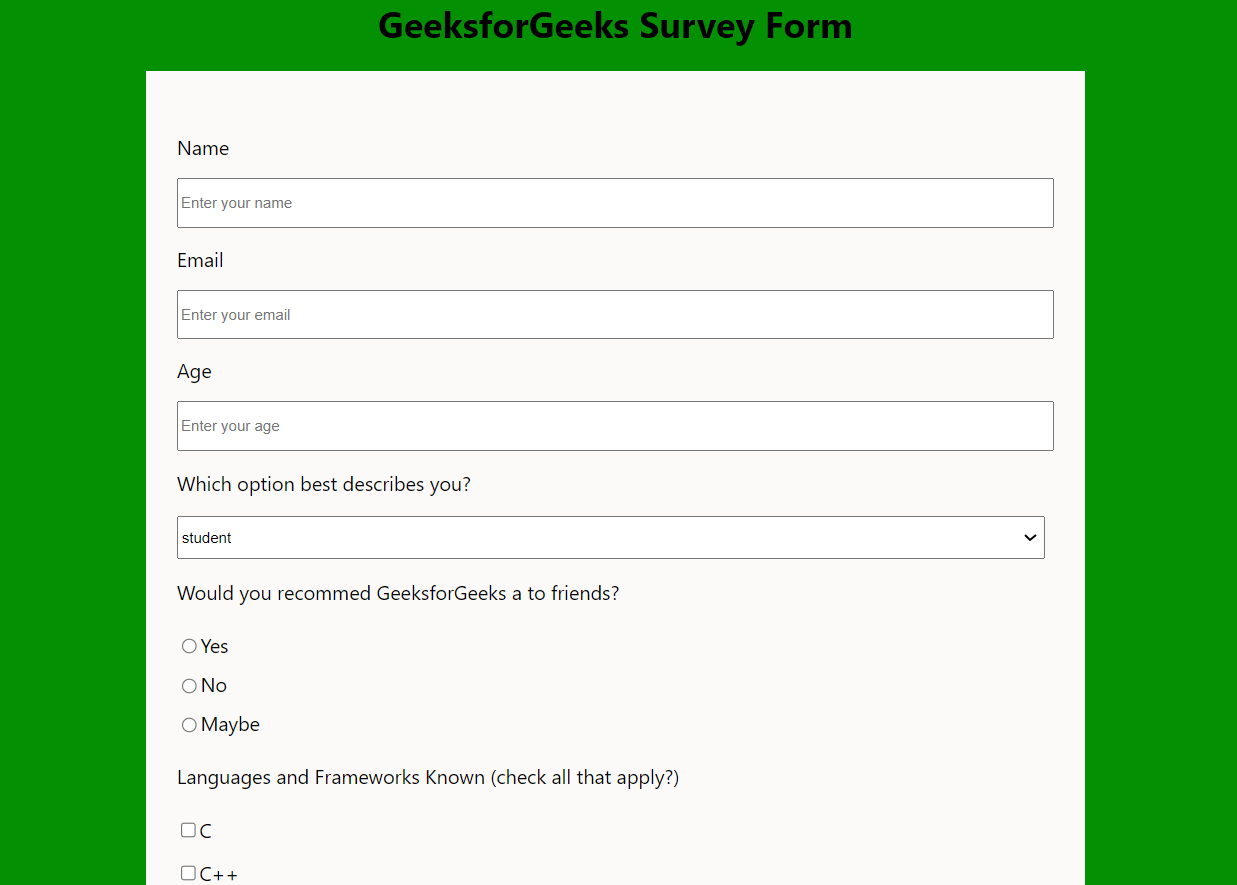 GeeksforGeeks Survey Form
Name
Enter your name
Email
Enter your email
Age
Enter your age
Which option best describes you?
student
Would you recommed GeeksforGeeks a to friends?
Yes
No
Maybe
Languages and Frameworks Known (check all that apply?)
C
C++